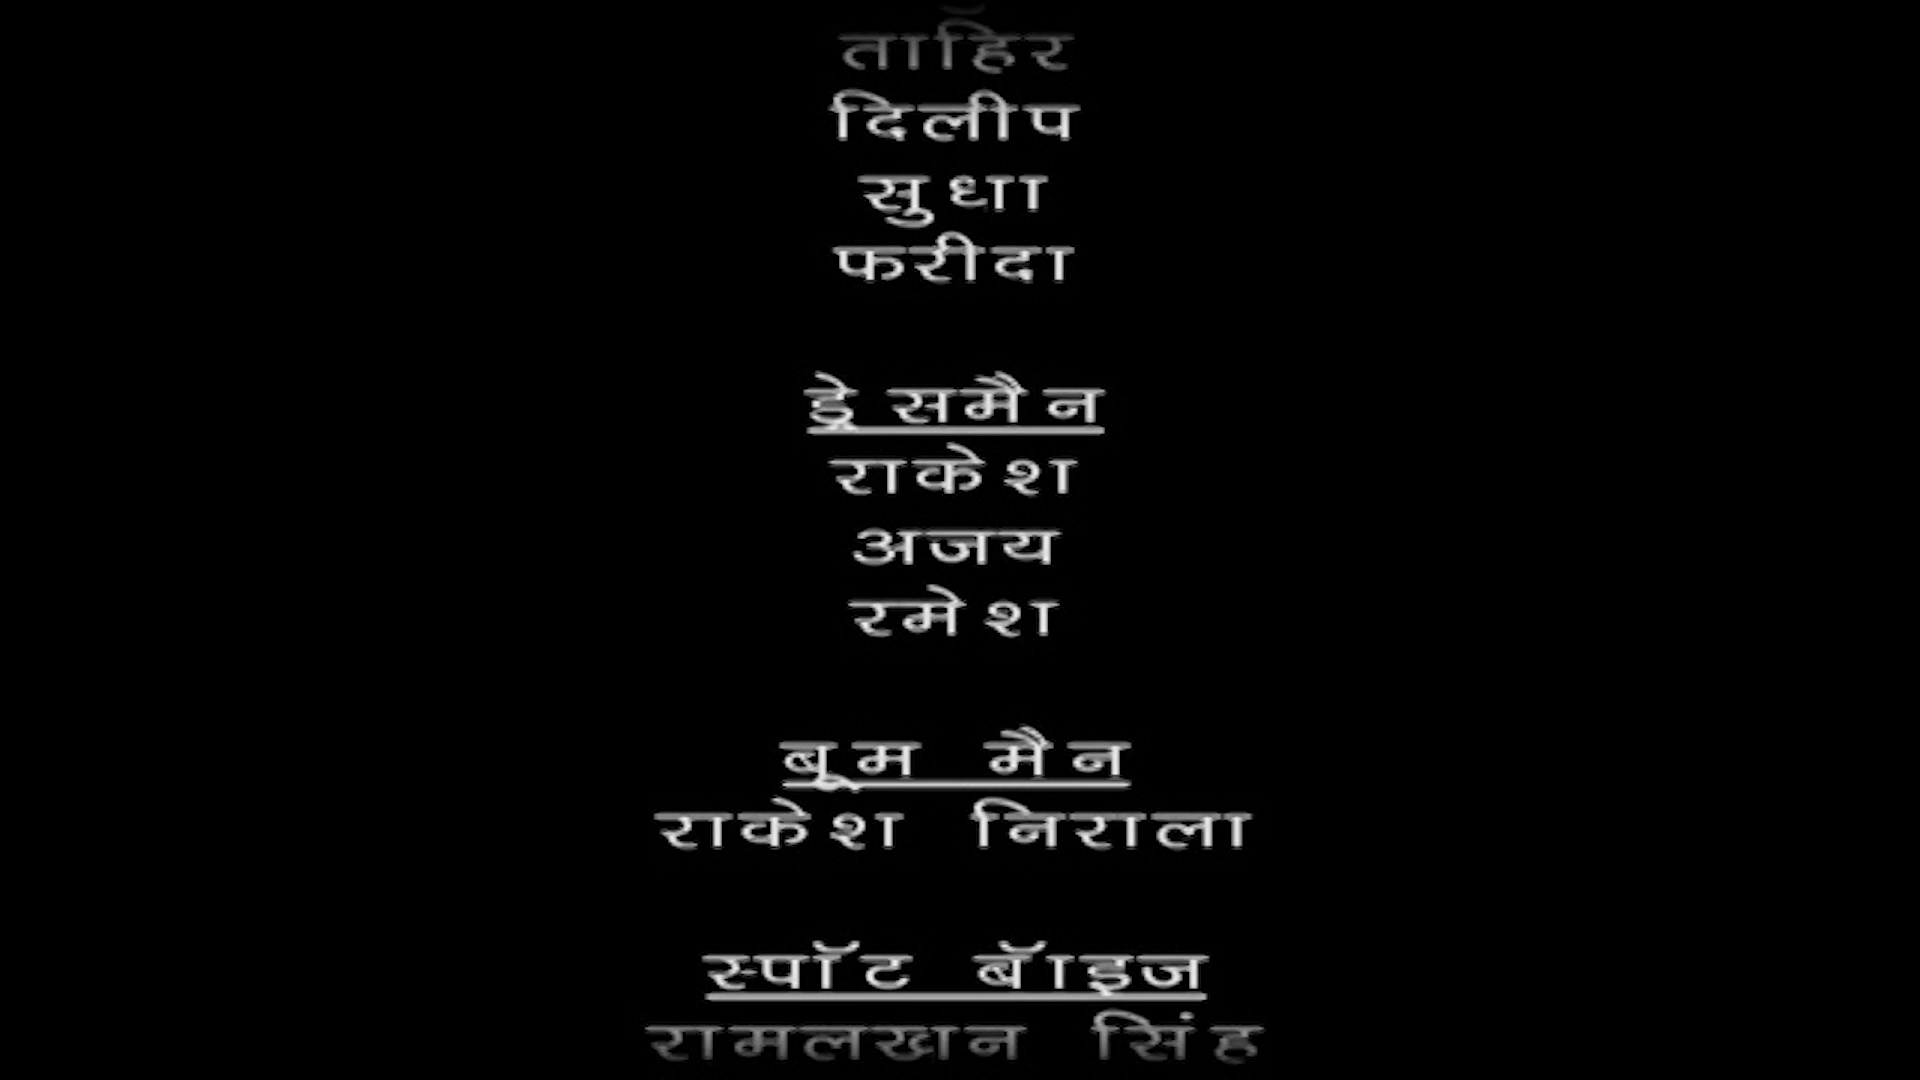 ताहिर
दिलीप
सुधा
फरीदा
ड्रेसमैन
राकेश
अजय
रमेश
बूम मैन
राकेश निराला
स्पॉट बॉइज
रामलखन सिंह